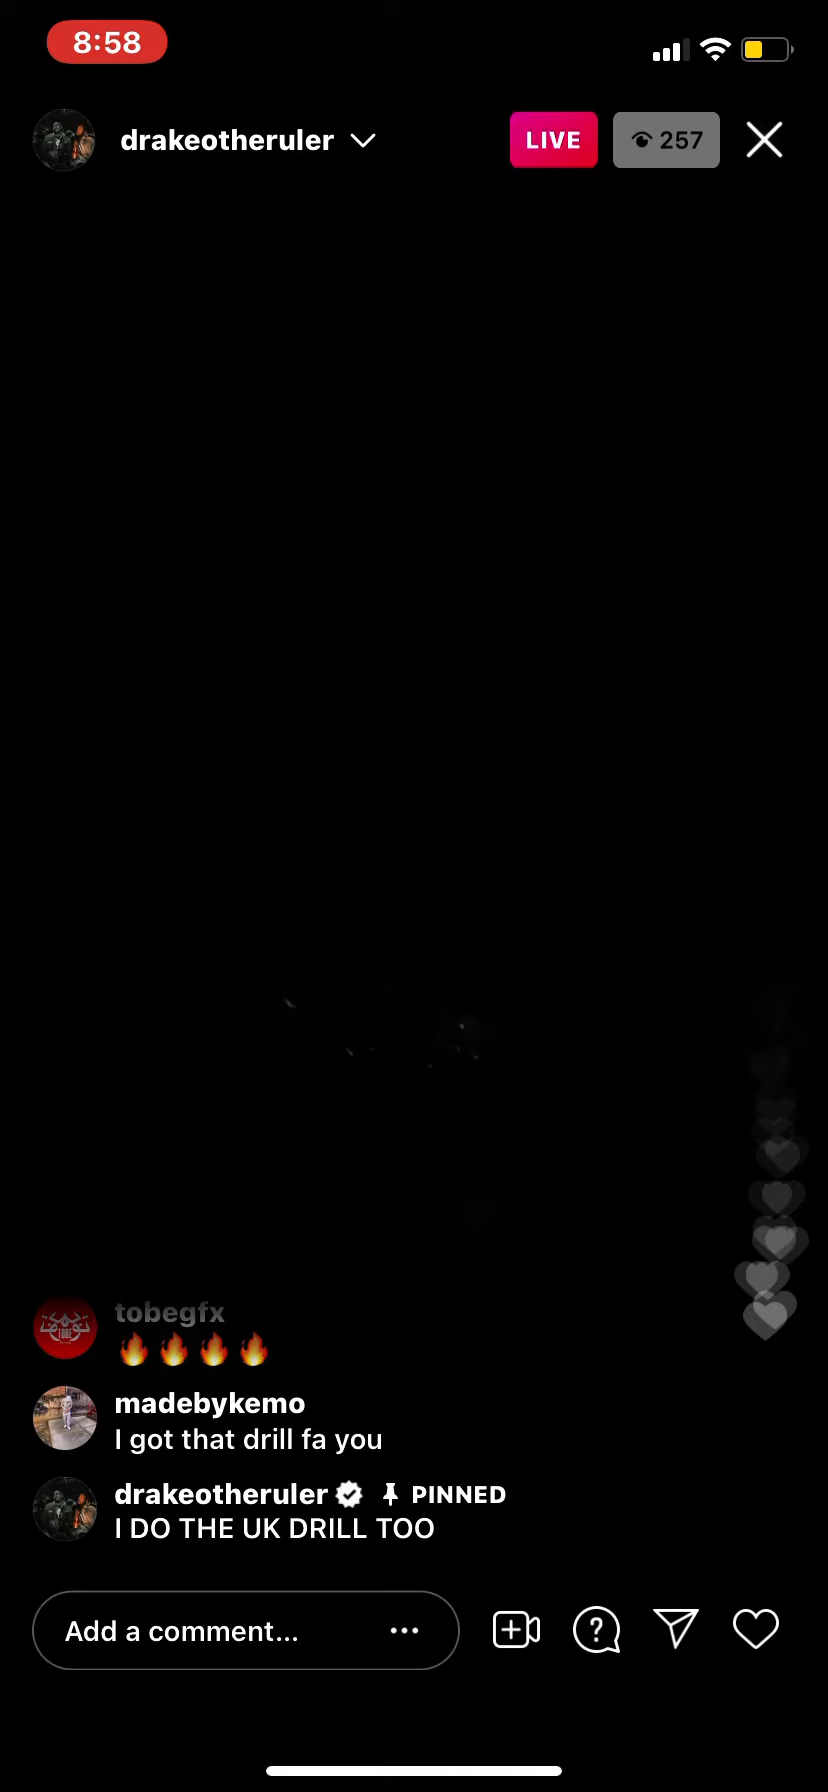 8:58
drakeotheruler
LIVE
257
tobegfx
🔥🔥🔥🔥
madebykemo
I got that drill fa you
drakeotheruler PINNED
I DO THE UK DRILL TOO
Add a comment...